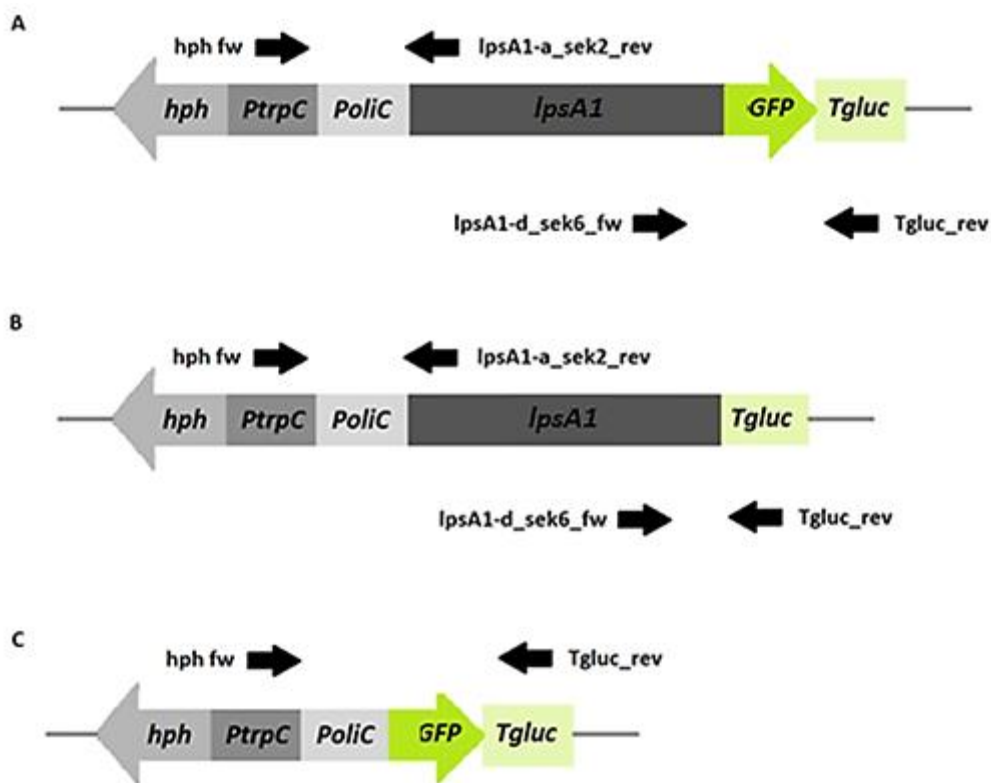 A
hph fw lpsA1-a_sek2_rev
hph PtrpC PoliC lpsA1 GFP Tgluc
lpsA1-d_sek6_fw Tgluc_rev
B
hph fw lpsA1-a_sek2_rev
hph PtrpC PoliC lpsA1 Tgluc
lpsA1-d_sek6_fw Tgluc_rev
C
hph fw Tgluc_rev
hph PtrpC PoliC GFP Tgluc